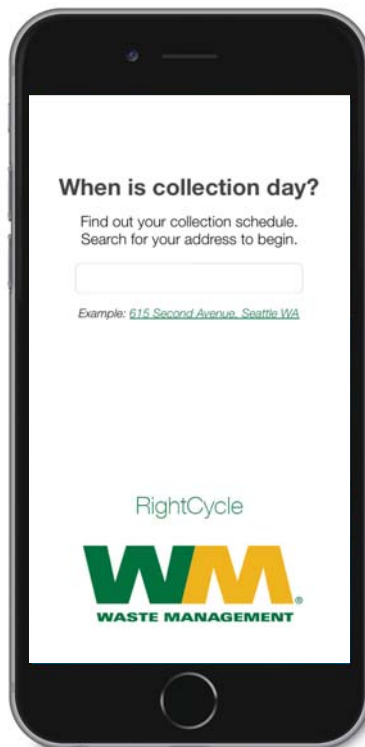 When is collection day?
Find out your collection schedule.
Search for your address to begin.
Example: 615 Second Avenue, Seattle WA
RightCycle
WM®
WASTE MANAGEMENT